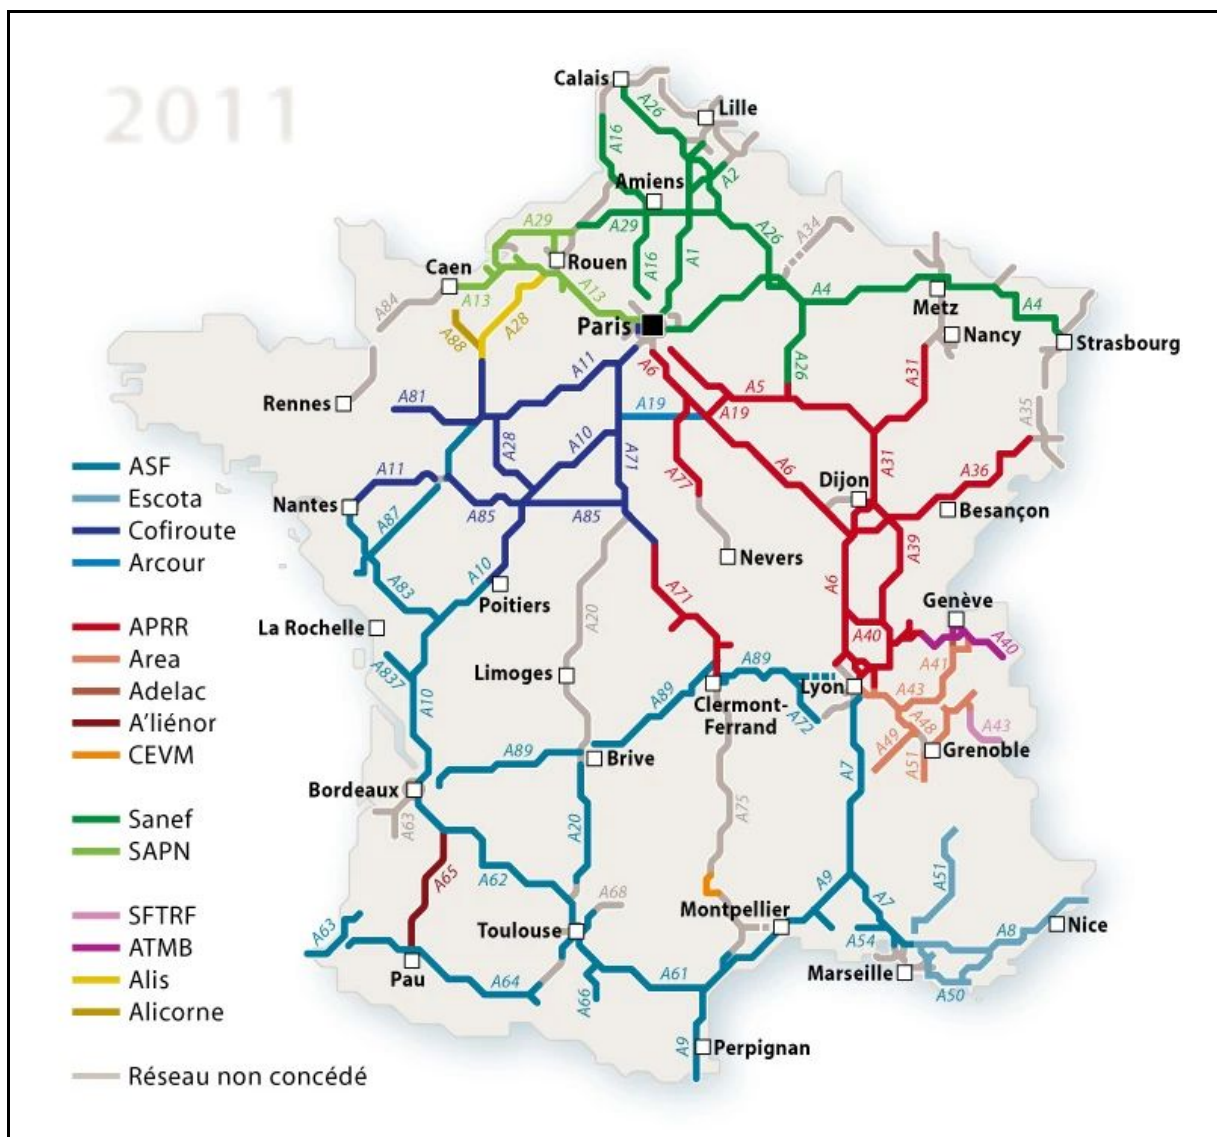 2011
Calais
A26
Lille
A16
A2
Amiens
A29
A29
A26
A34
Rouen
A16
A1
Caen
A13
A13
A84
A4
Metz
A4
Paris
Nancy
Strasbourg
A28
A88
A11
A6
A26
A31
A5
Rennes
A81
A19
A19
A35
A28
A10
A71
A6
A31
A77
A36
Dijon
A11
Nantes
A85
A85
Besançon
A87
A39
Nevers
A10
A6
A83
Poitiers
A71
Genève
La Rochelle
A20
A40
A40
A41
A837
A10
Limoges
A89
A89
Lyon
A43
Clermont-
Ferrand
A72
A48
A43
A49
Grenoble
A51
A89
Brive
A7
Bordeaux
A63
A20
A75
A65
A62
A68
A9
A51
Montpellier
A7
A63
Toulouse
A54
A8
Nice
Pau
A64
A66
A61
Marseille
A50
A9
Perpignan
ASF
Escota
Cofiroute
Arcour
APRR
Area
Adelac
A'liénor
CEVM
Sanef
SAPN
SFTRF
ATMB
Alis
Alicorne
Réseau non concédé